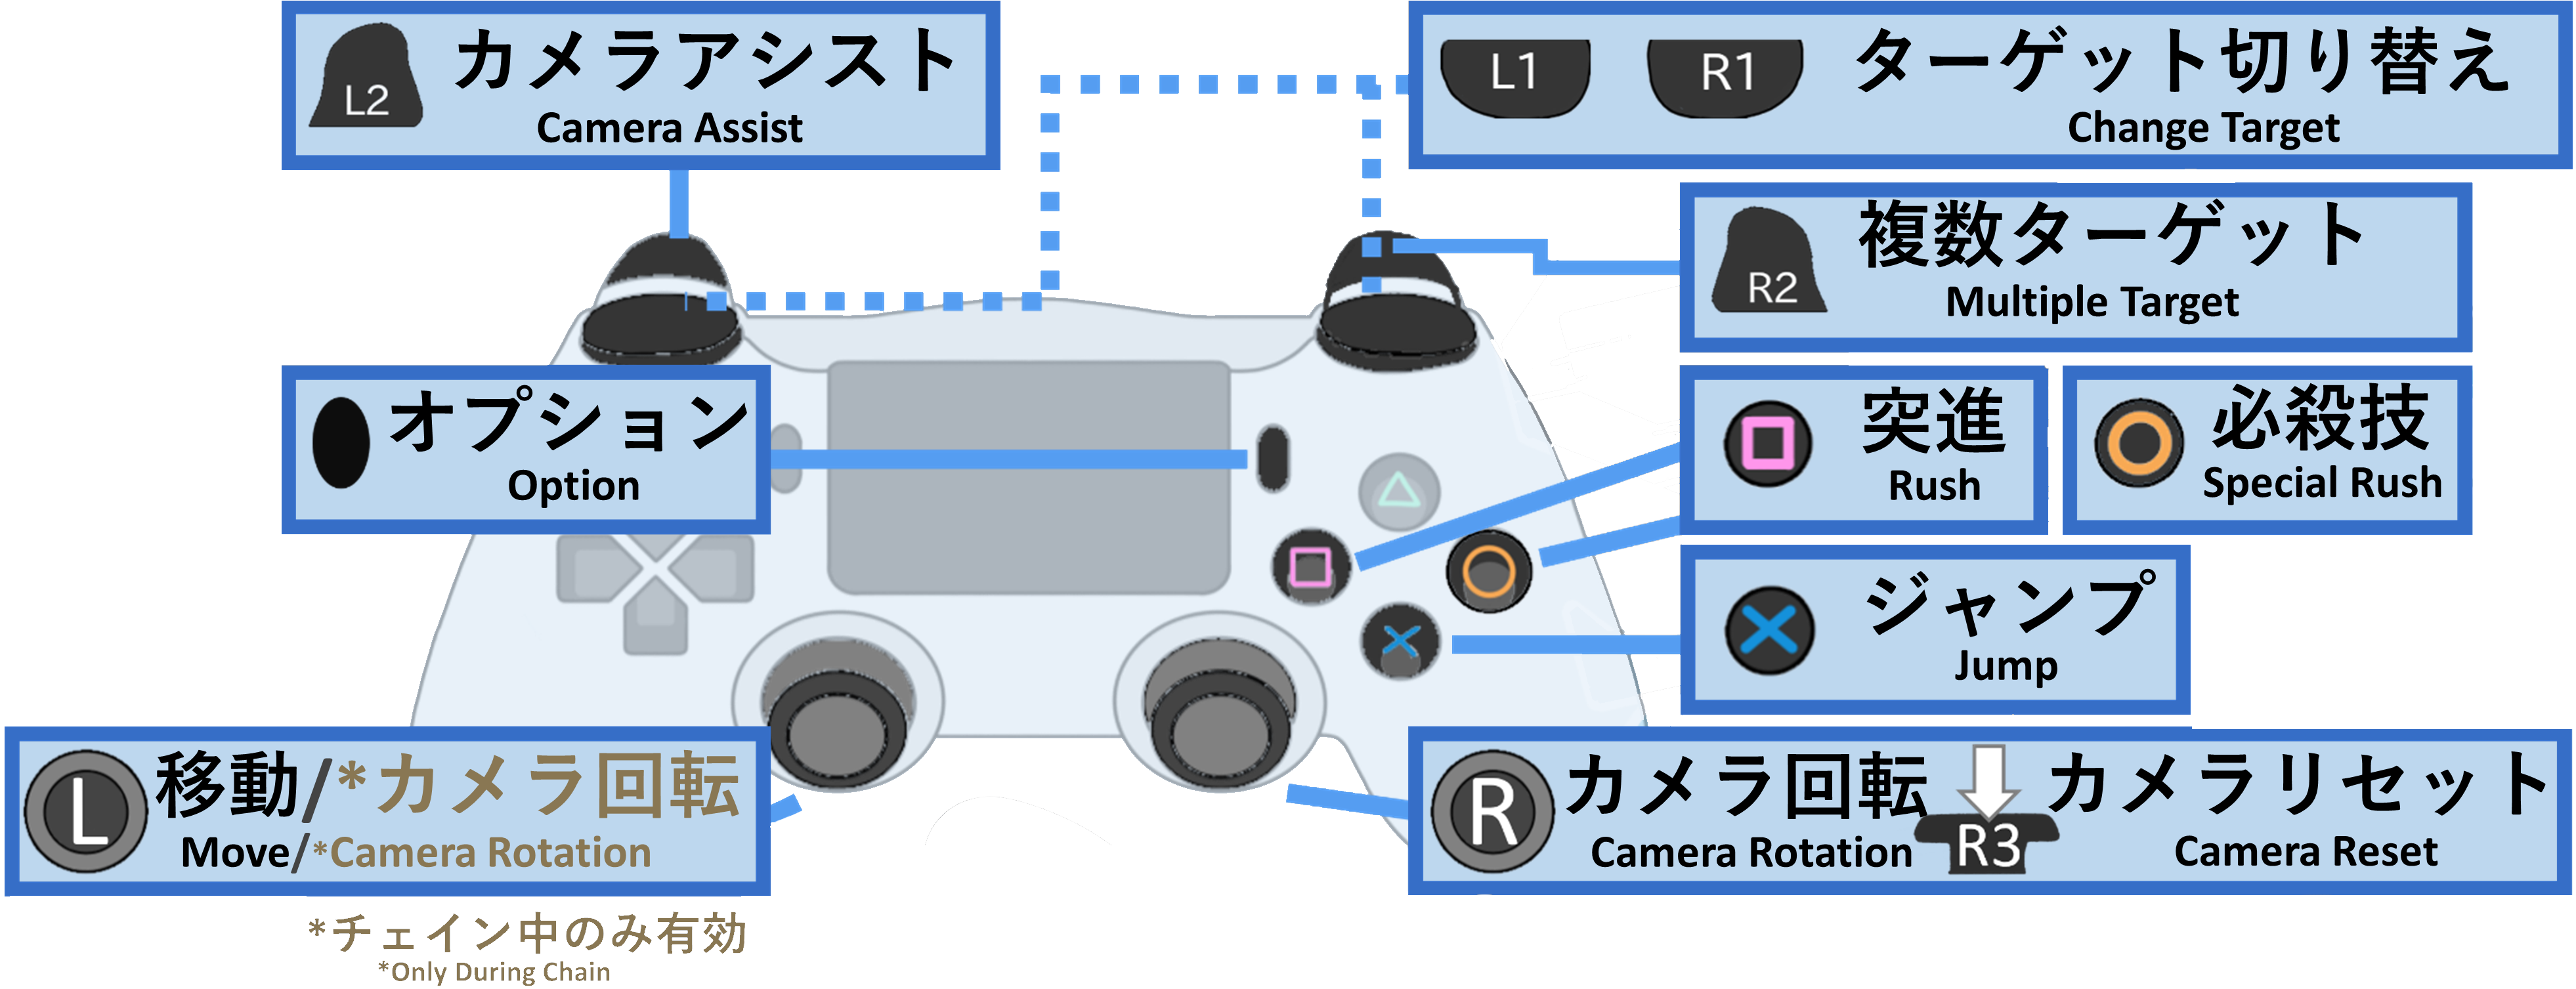 L2 カメラアシスト
Camera Assist
L1 R1 ターゲット切り替え
Change Target
R2 複数ターゲット
Multiple Target
オプション
Option
突進
Rush
必殺技
Special Rush
ジャンプ
Jump
L 移動/*カメラ回転
Move/*Camera Rotation
*チェイン中のみ有効
*Only During Chain
R カメラ回転 R3 カメラリセット
Camera Rotation Camera Reset